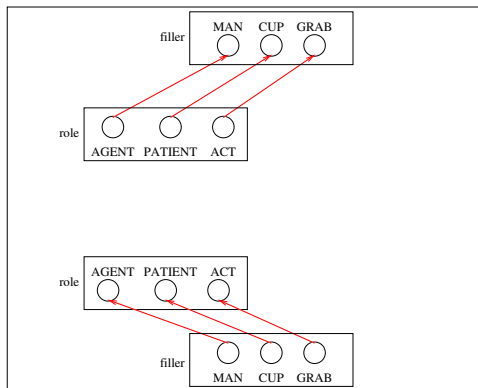 MAN CUP GRAB
filler
role
AGENT PATIENT ACT
AGENT PATIENT ACT
role
filler
MAN CUP GRAB